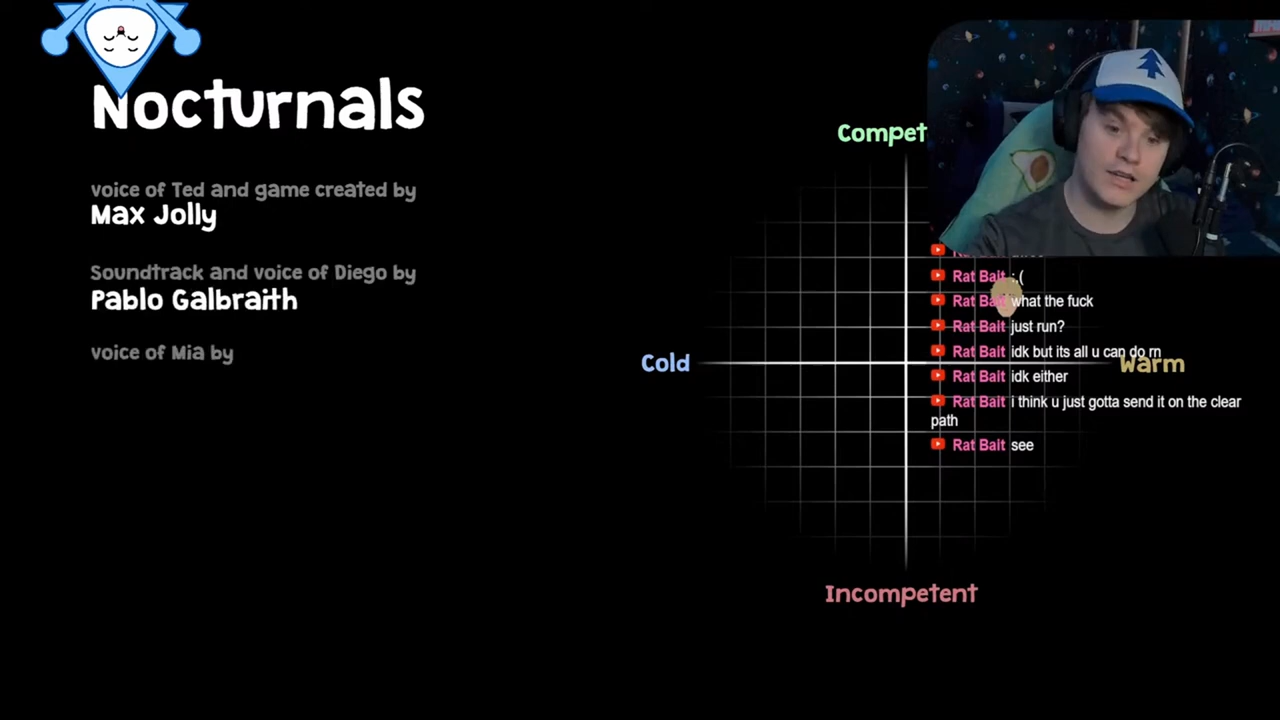 Nocturnals
voice of Ted and game created by
Max Jolly
Soundtrack and voice of Diego by
Pablo Galbraith
voice of Mia by
Compet
Cold
Warm
Incompetent
Rat Bait
Rat Bait ;(
Rat Bait what the fuck
Rat Bait just run?
Rat Bait idk but its all u can do rn
Rat Bait idk either
Rat Bait i think u just gotta send it on the clear
path
Rat Bait see